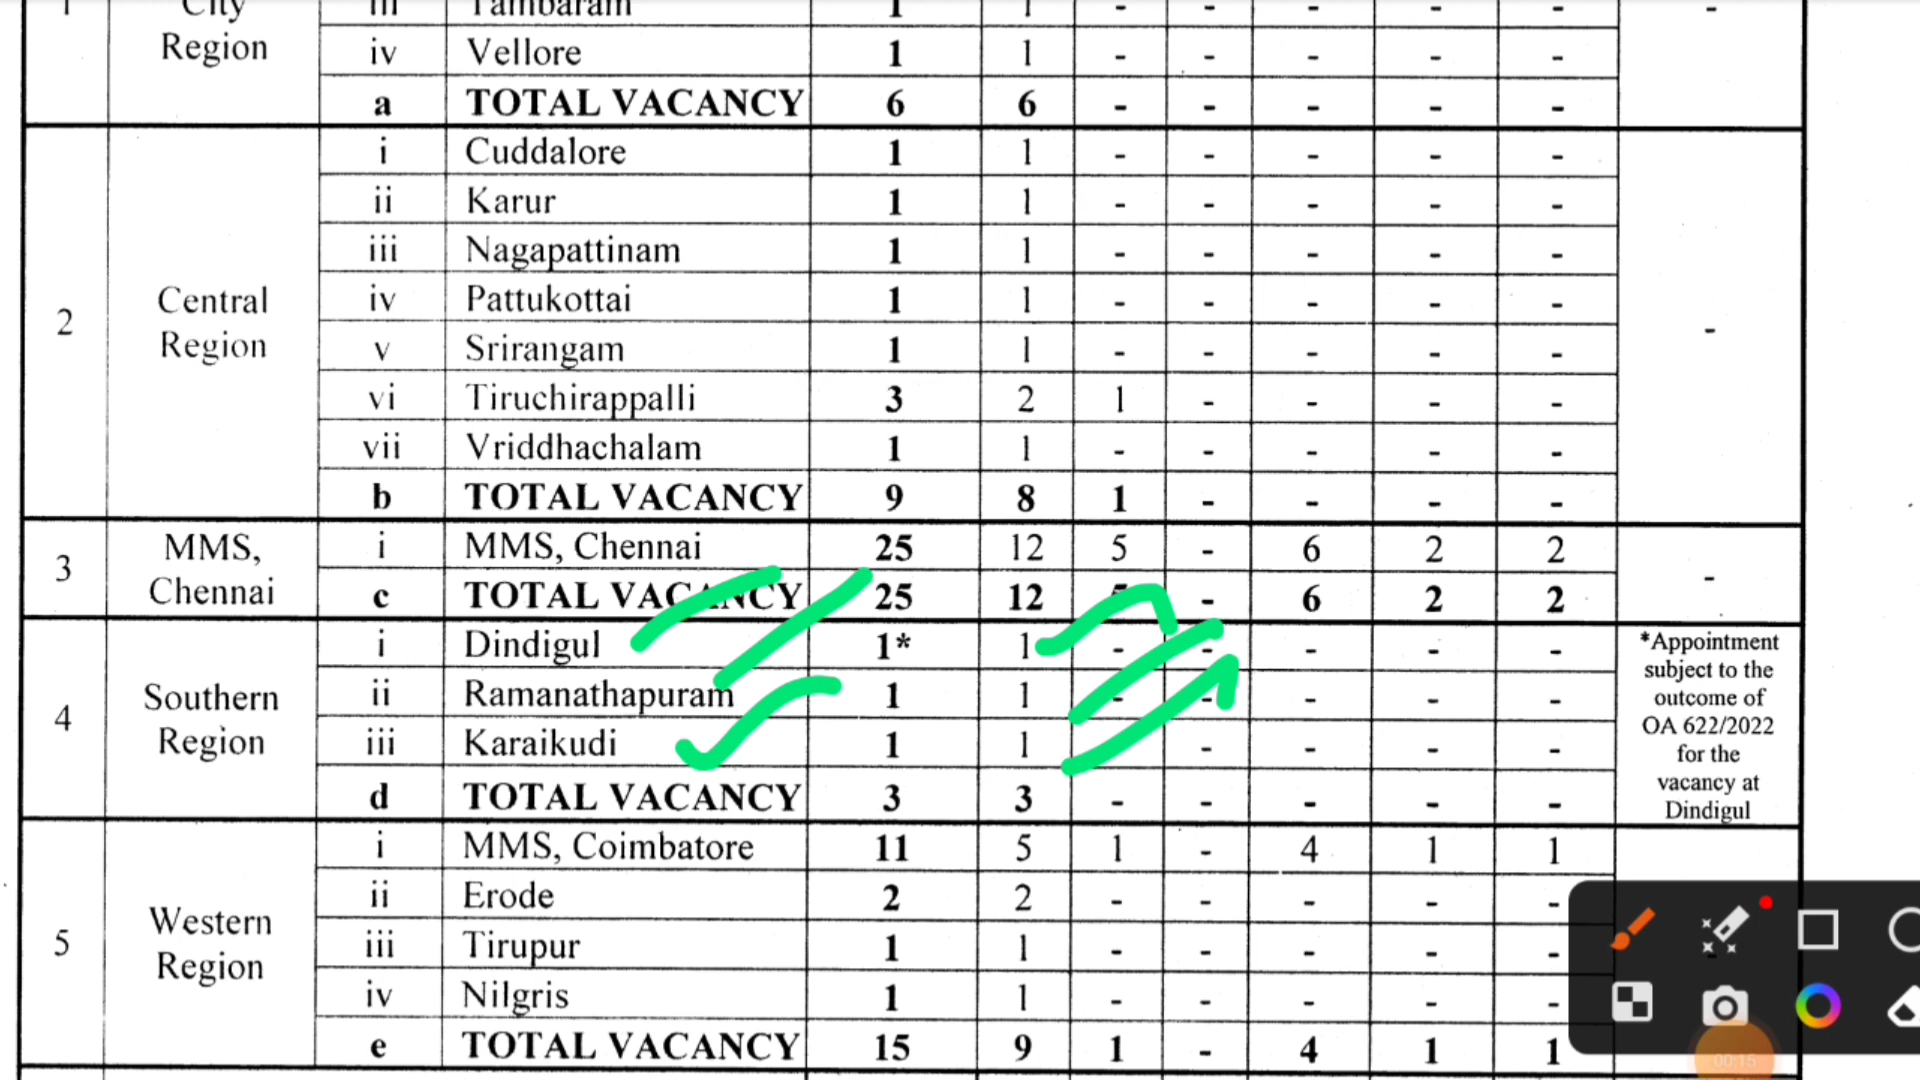 1 City iii Tambaram 1 1 - - - - - -
Region iv Vellore 1 1 - - - - -
a TOTAL VACANCY 6 6 - - - - -
i Cuddalore 1 1 - - - - -
ii Karur 1 1 - - - - -
iii Nagapattinam 1 1 - - - - -
2 Central Region iv Pattukottai 1 1 - - - - - -
v Srirangam 1 1 - - - - -
vi Tiruchirappalli 3 2 1 - - - -
vii Vriddhachalam 1 1 - - - - -
b TOTAL VACANCY 9 8 1 - - - -
3 MMS, Chennai i MMS, Chennai 25 12 5 - 6 2 2 -
c TOTAL VACANCY 25 12 - 6 2 2
i Dindigul 1* 1 - - - - -
4 Southern Region ii Ramanathapuram 1 1 - - - - -
iii Karaikudi 1 1 - - - -
d TOTAL VACANCY 3 3 - - - - -
*Appointment
subject to the
outcome of
OA 622/2022
for the
vacancy at
Dindigul
i MMS, Coimbatore 11 5 1 - 4 1 1
5 Western Region ii Erode 2 2 - - - - -
iii Tirupur 1 1 - - - - -
iv Nilgris 1 1 - - - - -
e TOTAL VACANCY 15 9 1 - 4 1 1
00:15